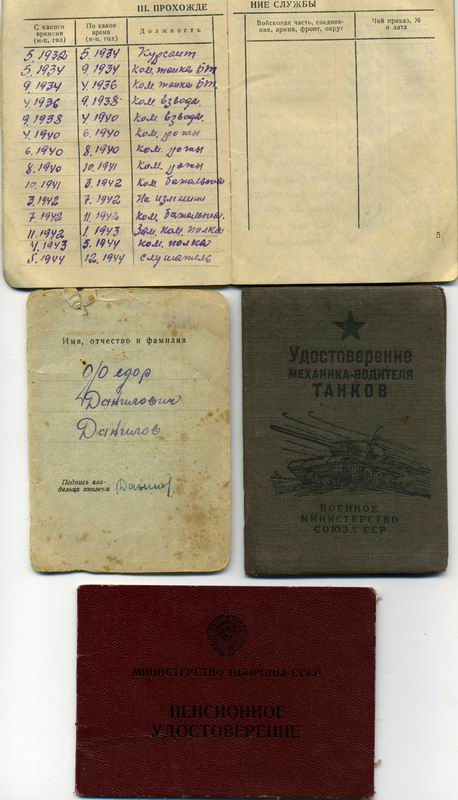 III. ПРОХОЖДЕНИЕ СЛУЖБЫ
С какого времени (м-ц, год) По какое время (м-ц, год) Должность Войсковая часть, соединение, армия, фронт, округ Чей приказ, № и дата
5.1932 5.1934 Курсант
5.1934 9.1934 ком. танка БТ
9.1934 4.1936 ком танка БТ
4.1936 9.1938 ком взвода
9.1938 4.1940 ком. взвода
4.1940 6.1940 ком. роты
6.1940 8.1940 ком. роты
8.1940 10.1941 ком. роты
10.1941 3.1942 ком батальона
3.1942 7.1942 На излечении
7.1942 11.1942 ком. батальона.
11.1942 1.1943 Зам. ком. полка
4.1943 5.1944 ком. полка
5.1944 12.1944 слушатель
5
Имя, отчество и фамилия
Федор
Данилович
Данилов
Подпись владельца книжки
Удостоверение
МЕХАНИКА-ВОДИТЕЛЯ
ТАНКОВ
ВОЕННОЕ
МИНИСТЕРСТВО
СОЮЗА ССР
МИНИСТЕРСТВО ОБОРОНЫ СССР
ПЕНСИОННОЕ
УДОСТОВЕРЕНИЕ